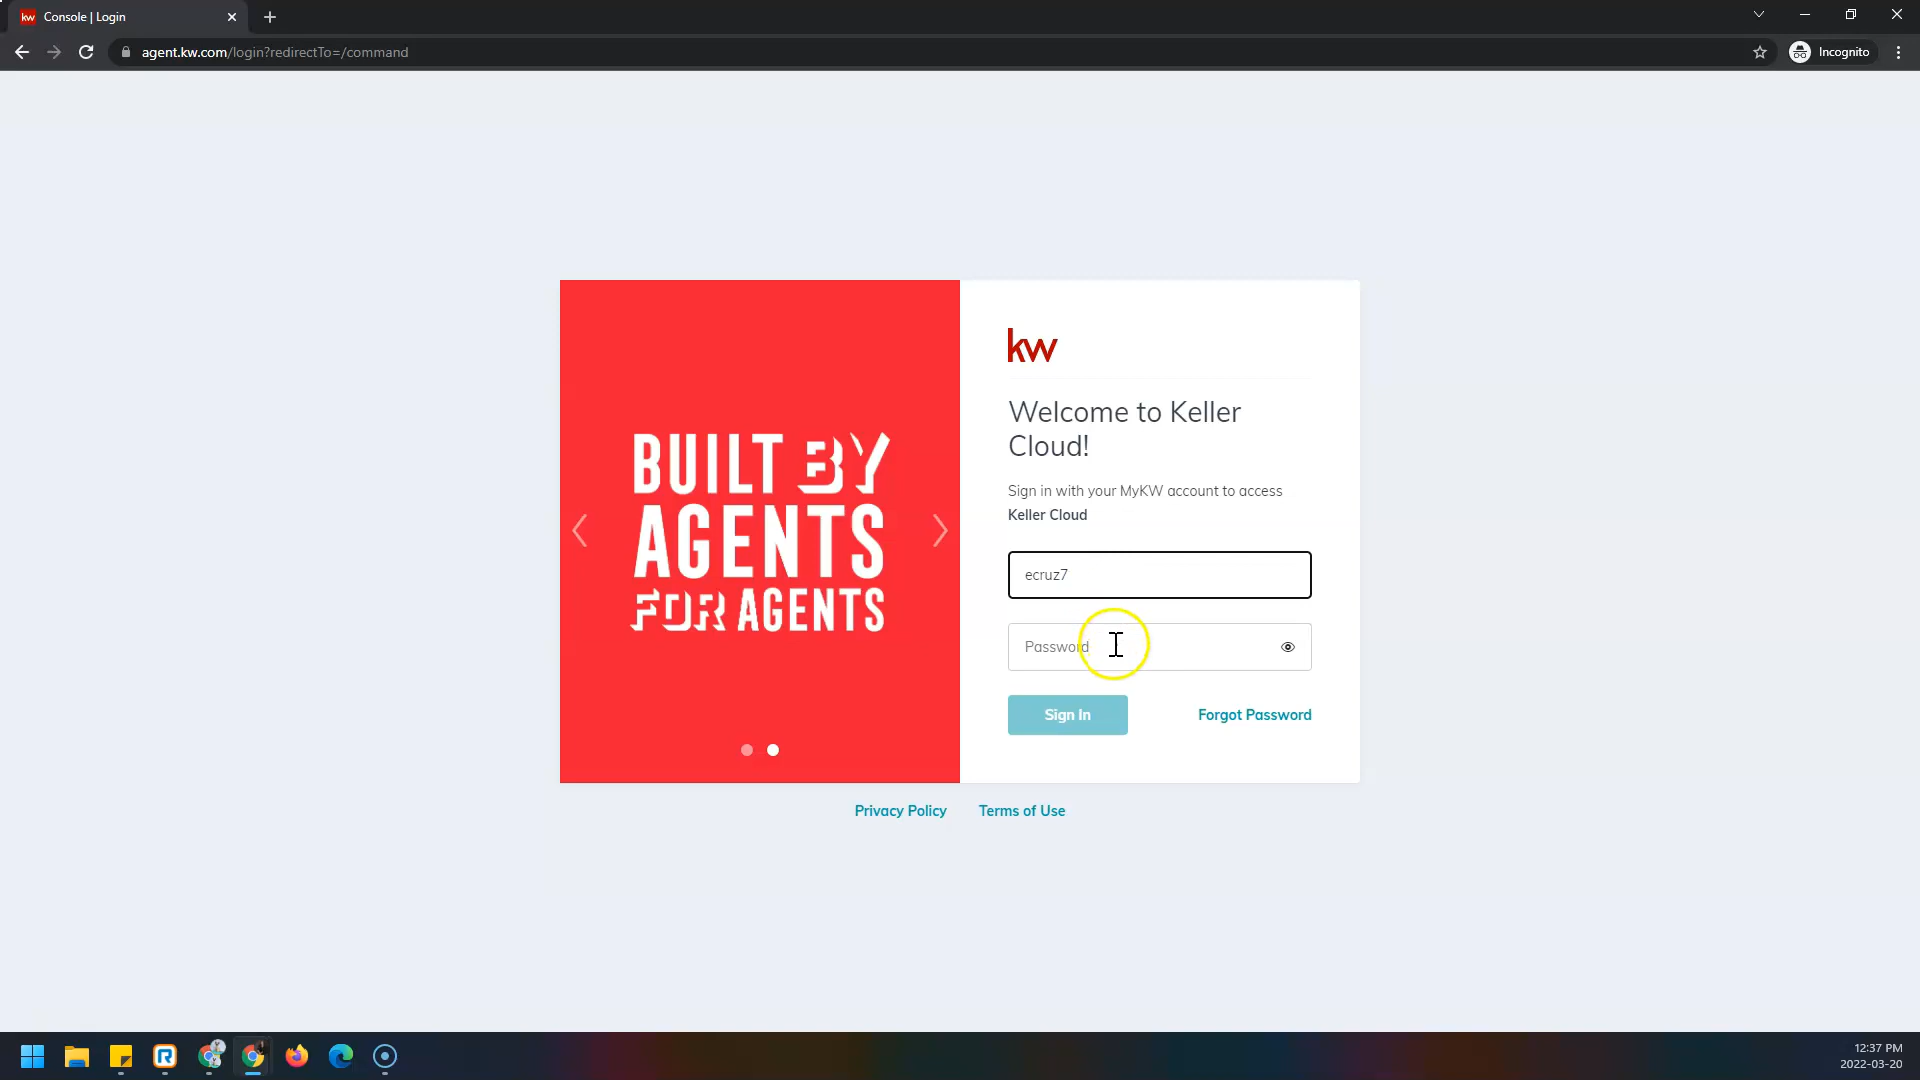 kw Console | Login
agent.kw.com/login?redirectTo=/command
Incognito
BUILT BY
AGENTS
FOR AGENTS
kw
Welcome to Keller
Cloud!
Sign in with your MyKW account to access
Keller Cloud
ecruz7
Password
Sign In
Forgot Password
Privacy Policy
Terms of Use
12:37 PM
2022-03-20